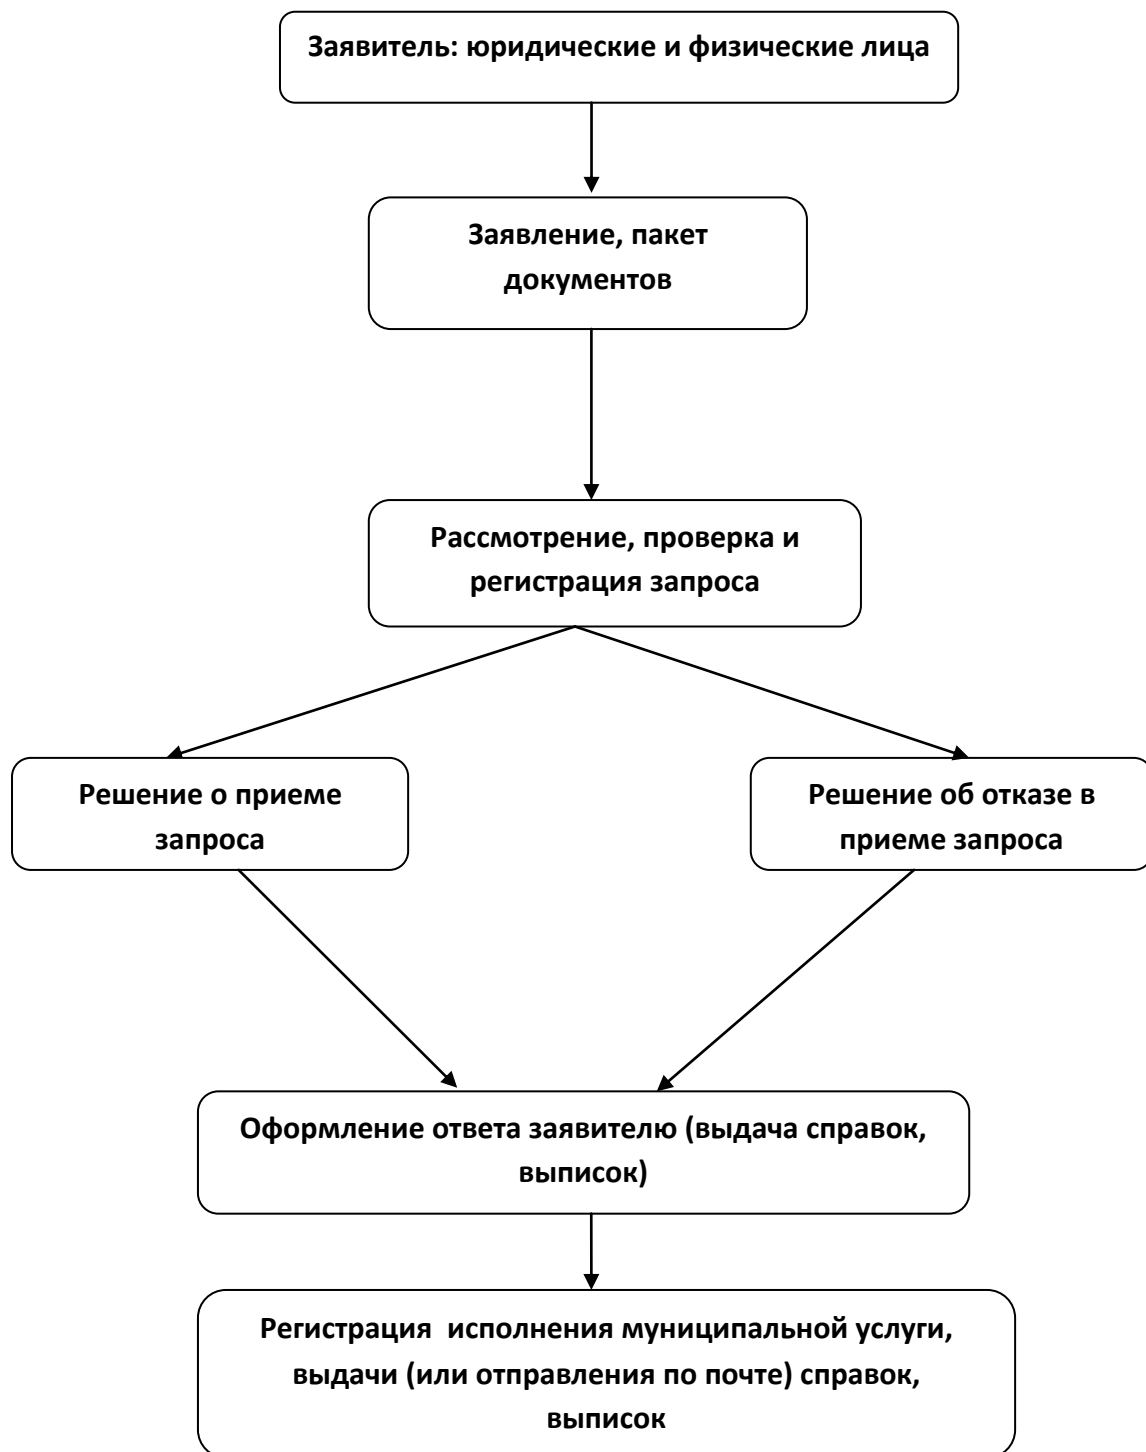 Заявитель: юридические и физические лица
Заявление, пакет
документов
Рассмотрение, проверка и
регистрация запроса
Решение о приеме
запроса
Решение об отказе в
приеме запроса
Оформление ответа заявителю (выдача справок,
выписок)
Регистрация исполнения муниципальной услуги,
выдачи (или отправления по почте) справок,
выписок